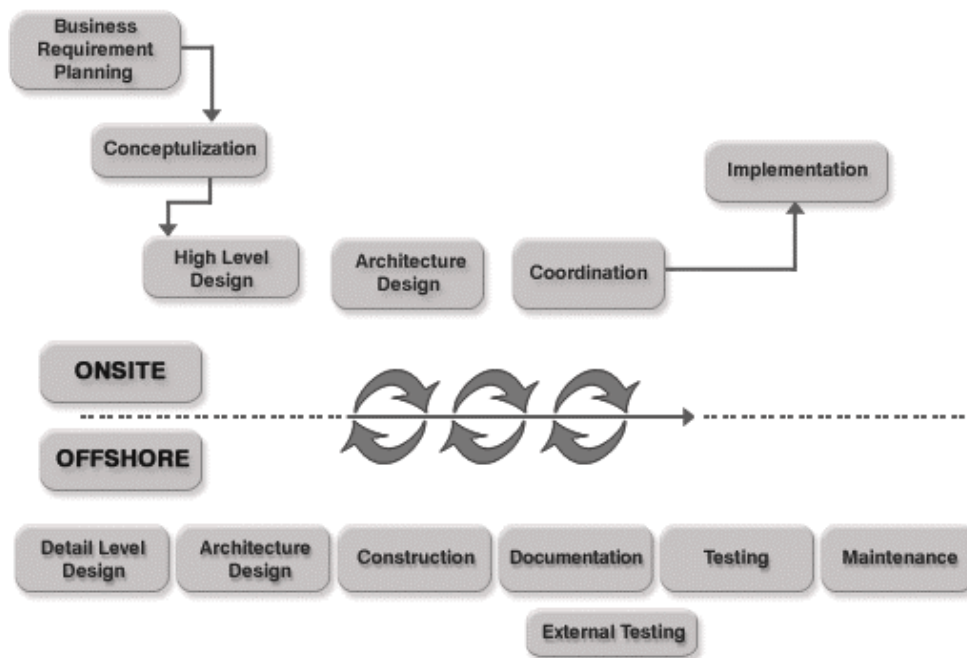 Business
Requirement
Planning
Conceptulization
Implementation
High Level
Design
Architecture
Design
Coordination
ONSITE
OFFSHORE
Detail Level
Design
Architecture
Design
Construction
Documentation
Testing
Maintenance
External Testing